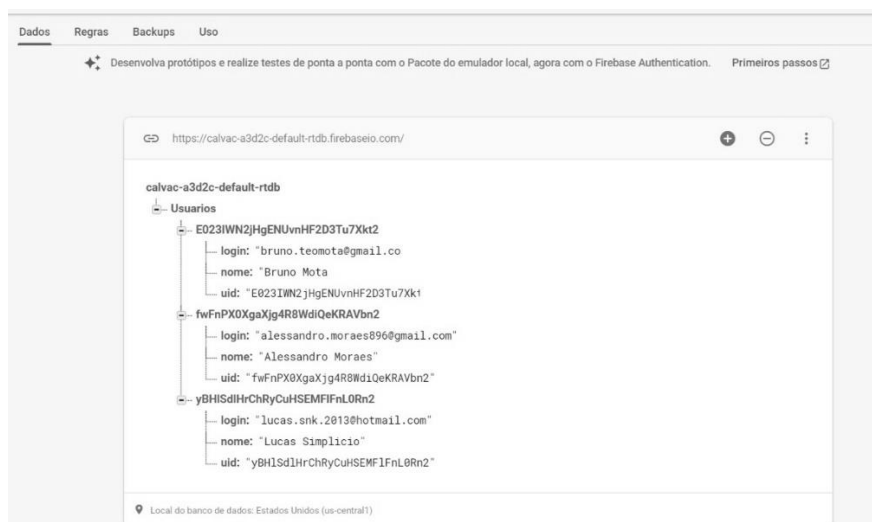 Dados Regras Backups Uso
Desenvolva protótipos e realize testes de ponta a ponta com o Pacote do emulador local, agora com o Firebase Authentication. Primeiros passos
https://calvac-a3d2c-default-rtdb.firebaseio.com/
calvac-a3d2c-default-rtdb
Usuarios
E023IWN2jHgENUvnHF2D3Tu7Xkt2
login: "bruno.teomota@gmail.co
nome: "Bruno Mota
uid: "E023IWN2jHgENUvnHF2D3Tu7Xkt
fwFnPX0XgaXjg4R8WdiQeKRAVbn2
login: "alessandro.moraes896@gmail.com"
nome: "Alessandro Moraes"
uid: "fwFnPX0XgaXjg4R8WdiQeKRAVbn2"
yBHlSdlHrChRyCuHSEMFlFnL0Rn2
login: "lucas.snk.2013@hotmail.com"
nome: "Lucas Simplicio"
uid: "yBHlSdlHrChRyCuHSEMFlFnL0Rn2"
Local do banco de dados: Estados Unidos (us-central1)